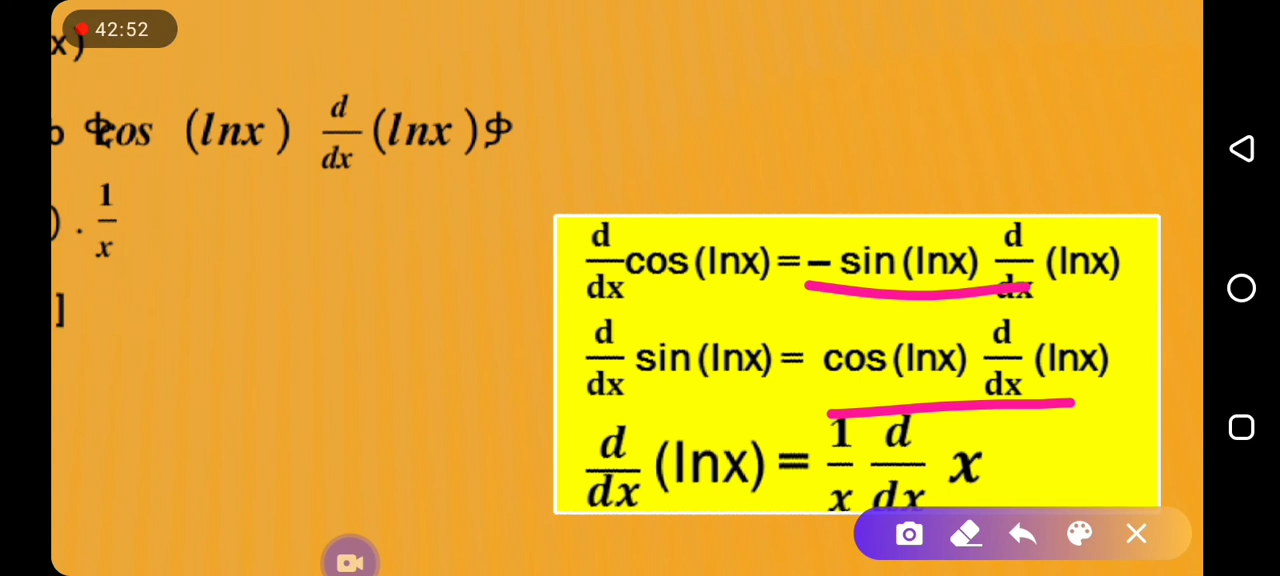 42:52
x)
cos (lnx) d/dx (lnx)
) . 1/x
]
d/dx cos (lnx) = – sin (lnx) d/dx (lnx)
d/dx sin (lnx) = cos (lnx) d/dx (lnx)
d/dx (lnx) = 1/x d/dx x